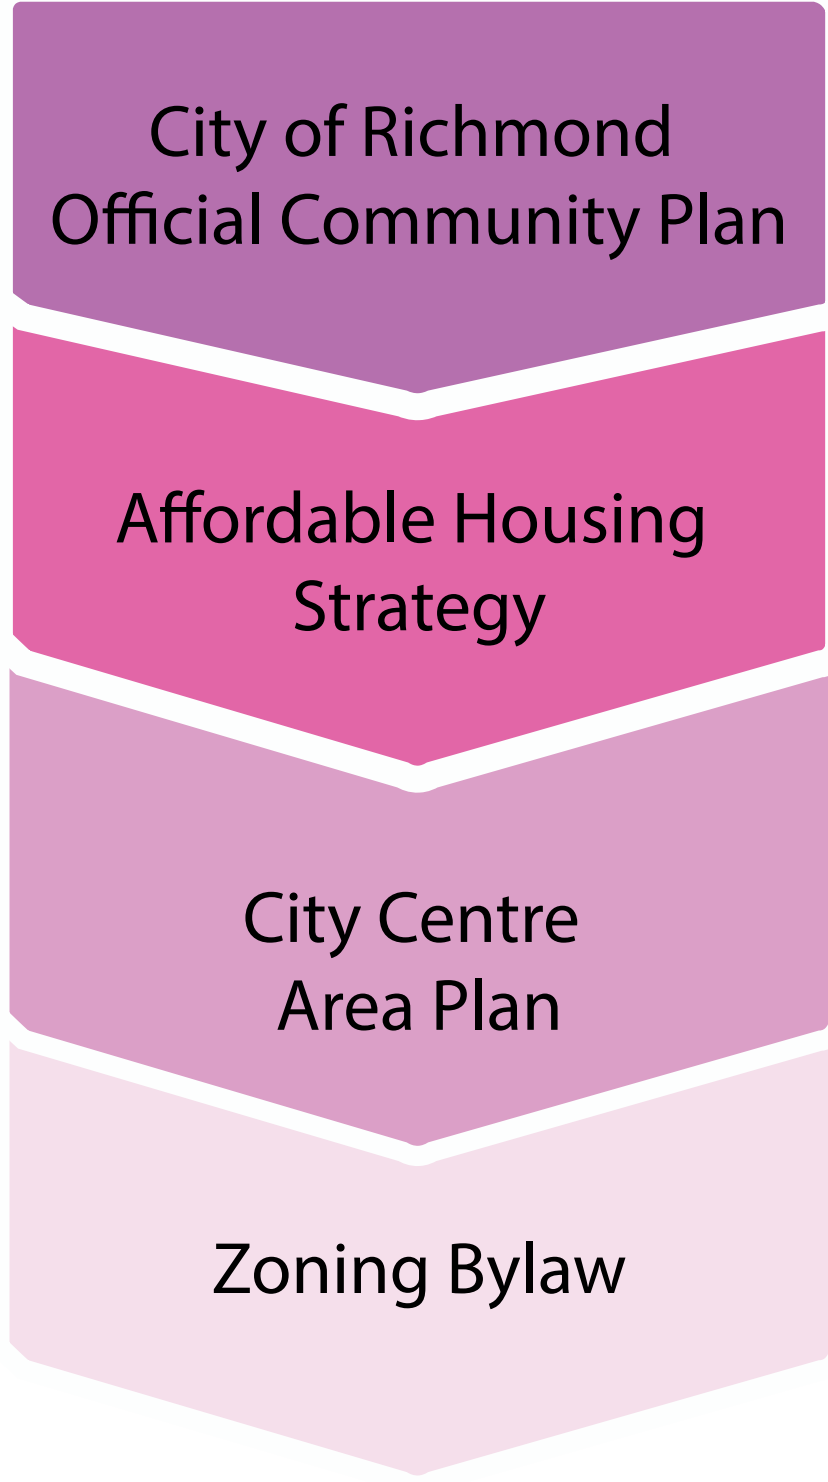 City of Richmond
Official Community Plan
Affordable Housing
Strategy
City Centre
Area Plan
Zoning Bylaw